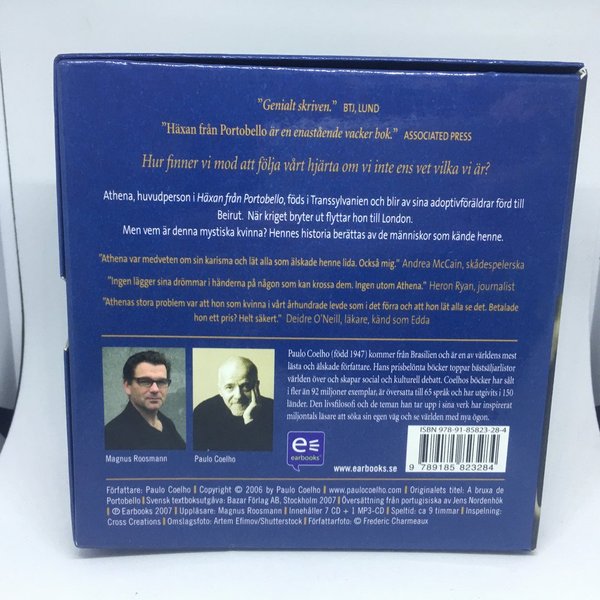 ”Genialt skriven.” BTJ, LUND
”Häxan från Portobello är en enastående vacker bok.” ASSOCIATED PRESS
Hur finner vi mod att följa vårt hjärta om vi inte ens vet vilka vi är?
Athena, huvudperson i Häxan från Portobello, föds i Transsylvanien och blir av sina adoptivföräldrar förd till
Beirut. När kriget bryter ut flyttar hon till London.
Men vem är denna mystiska kvinna? Hennes historia berättas av de människor som kände henne.
”Athena var medveten om sin karisma och lät alla som älskade henne lida. Också mig.” Andrea McCain, skådespelerska
”Ingen lägger sina drömmar i händerna på någon som kan krossa dem. Ingen utom Athena.” Heron Ryan, journalist
”Athenas stora problem var att hon som kvinna i vårt århundrade levde som i det förra och att hon lät alla se det. Betalade
hon ett pris? Helt säkert.” Deidre O’Neill, läkare, känd som Edda
Paulo Coelho (född 1947) kommer från Brasilien och är en av världens mest
lästa och älskade författare. Hans prisbelönta böcker toppar bästsäljarlistor
världen över och skapar social och kulturell debatt. Coelhos böcker har sålt
i fler än 92 miljoner exemplar, är översatta till 65 språk och har utgivits i 150
länder. Den livsfilosofi och de teman han tar upp i sina verk har inspirerat
miljontals läsare att söka sin egen väg och se världen med nya ögon.
Magnus Roosmann
Paulo Coelho
e
earbooks
www.earbooks.se
ISBN 978-91-85823-28-4
9 789185 823284
Författare: Paulo Coelho | Copyright © 2006 by Paulo Coelho | www.paulocoelho.com | Originalets titel: A bruxa de
Portobello | Svensk textboksutgåva: Bazar Förlag AB, Stockholm 2007 | Översättning från portugisiska av Jens Nordenhök
| ℗ Earbooks 2007 | Uppläsare: Magnus Roosmann | Innehåller 7 CD + 1 MP3-CD | Speltid: ca 9 timmar | Inspelning:
Cross Creations | Omslagsfoto: Artem Efimov/Shutterstock | Författarfoto: © Frederic Charmeaux